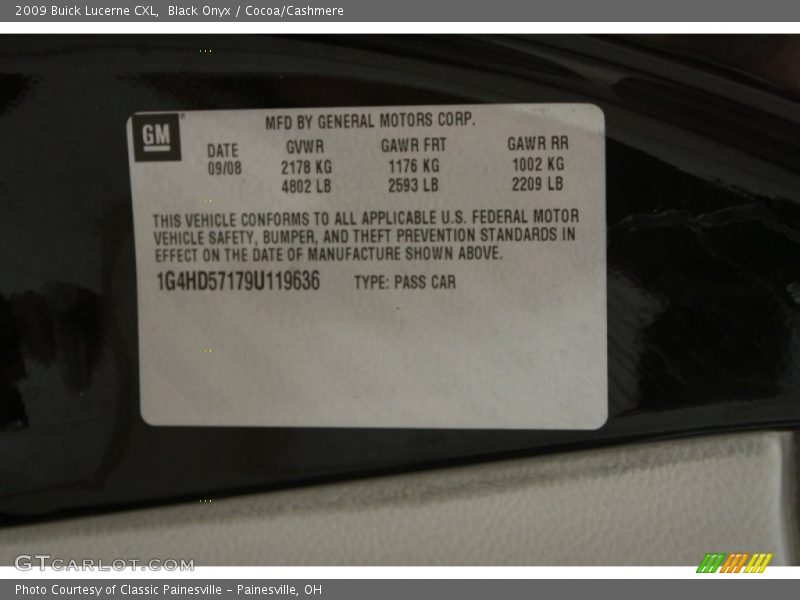 2009 Buick Lucerne CXL, Black Onyx / Cocoa/Cashmere
GM
MFD BY GENERAL MOTORS CORP.
DATE GVWR GAWR FRT GAWR RR
09/08 2178 KG 1176 KG 1002 KG
4802 LB 2593 LB 2209 LB
THIS VEHICLE CONFORMS TO ALL APPLICABLE U.S. FEDERAL MOTOR
VEHICLE SAFETY, BUMPER, AND THEFT PREVENTION STANDARDS IN
EFFECT ON THE DATE OF MANUFACTURE SHOWN ABOVE.
1G4HD57179U119636 TYPE: PASS CAR
GTCARLOT.COM
Photo Courtesy of Classic Painesville - Painesville, OH